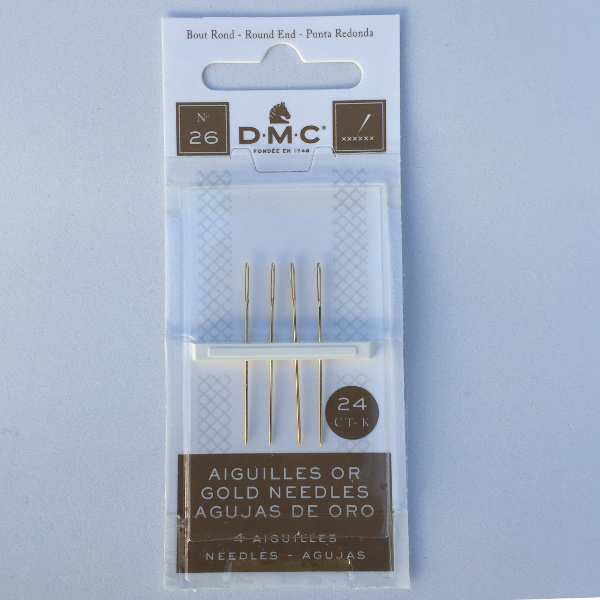 Bout Rond - Round End - Punta Redonda
Nº
26
D·M·C®
FONDÉE EN 1746
24
CT-K
AIGUILLES OR
GOLD NEEDLES
AGUJAS DE ORO
4 AIGUILLES
NEEDLES - AGUJAS